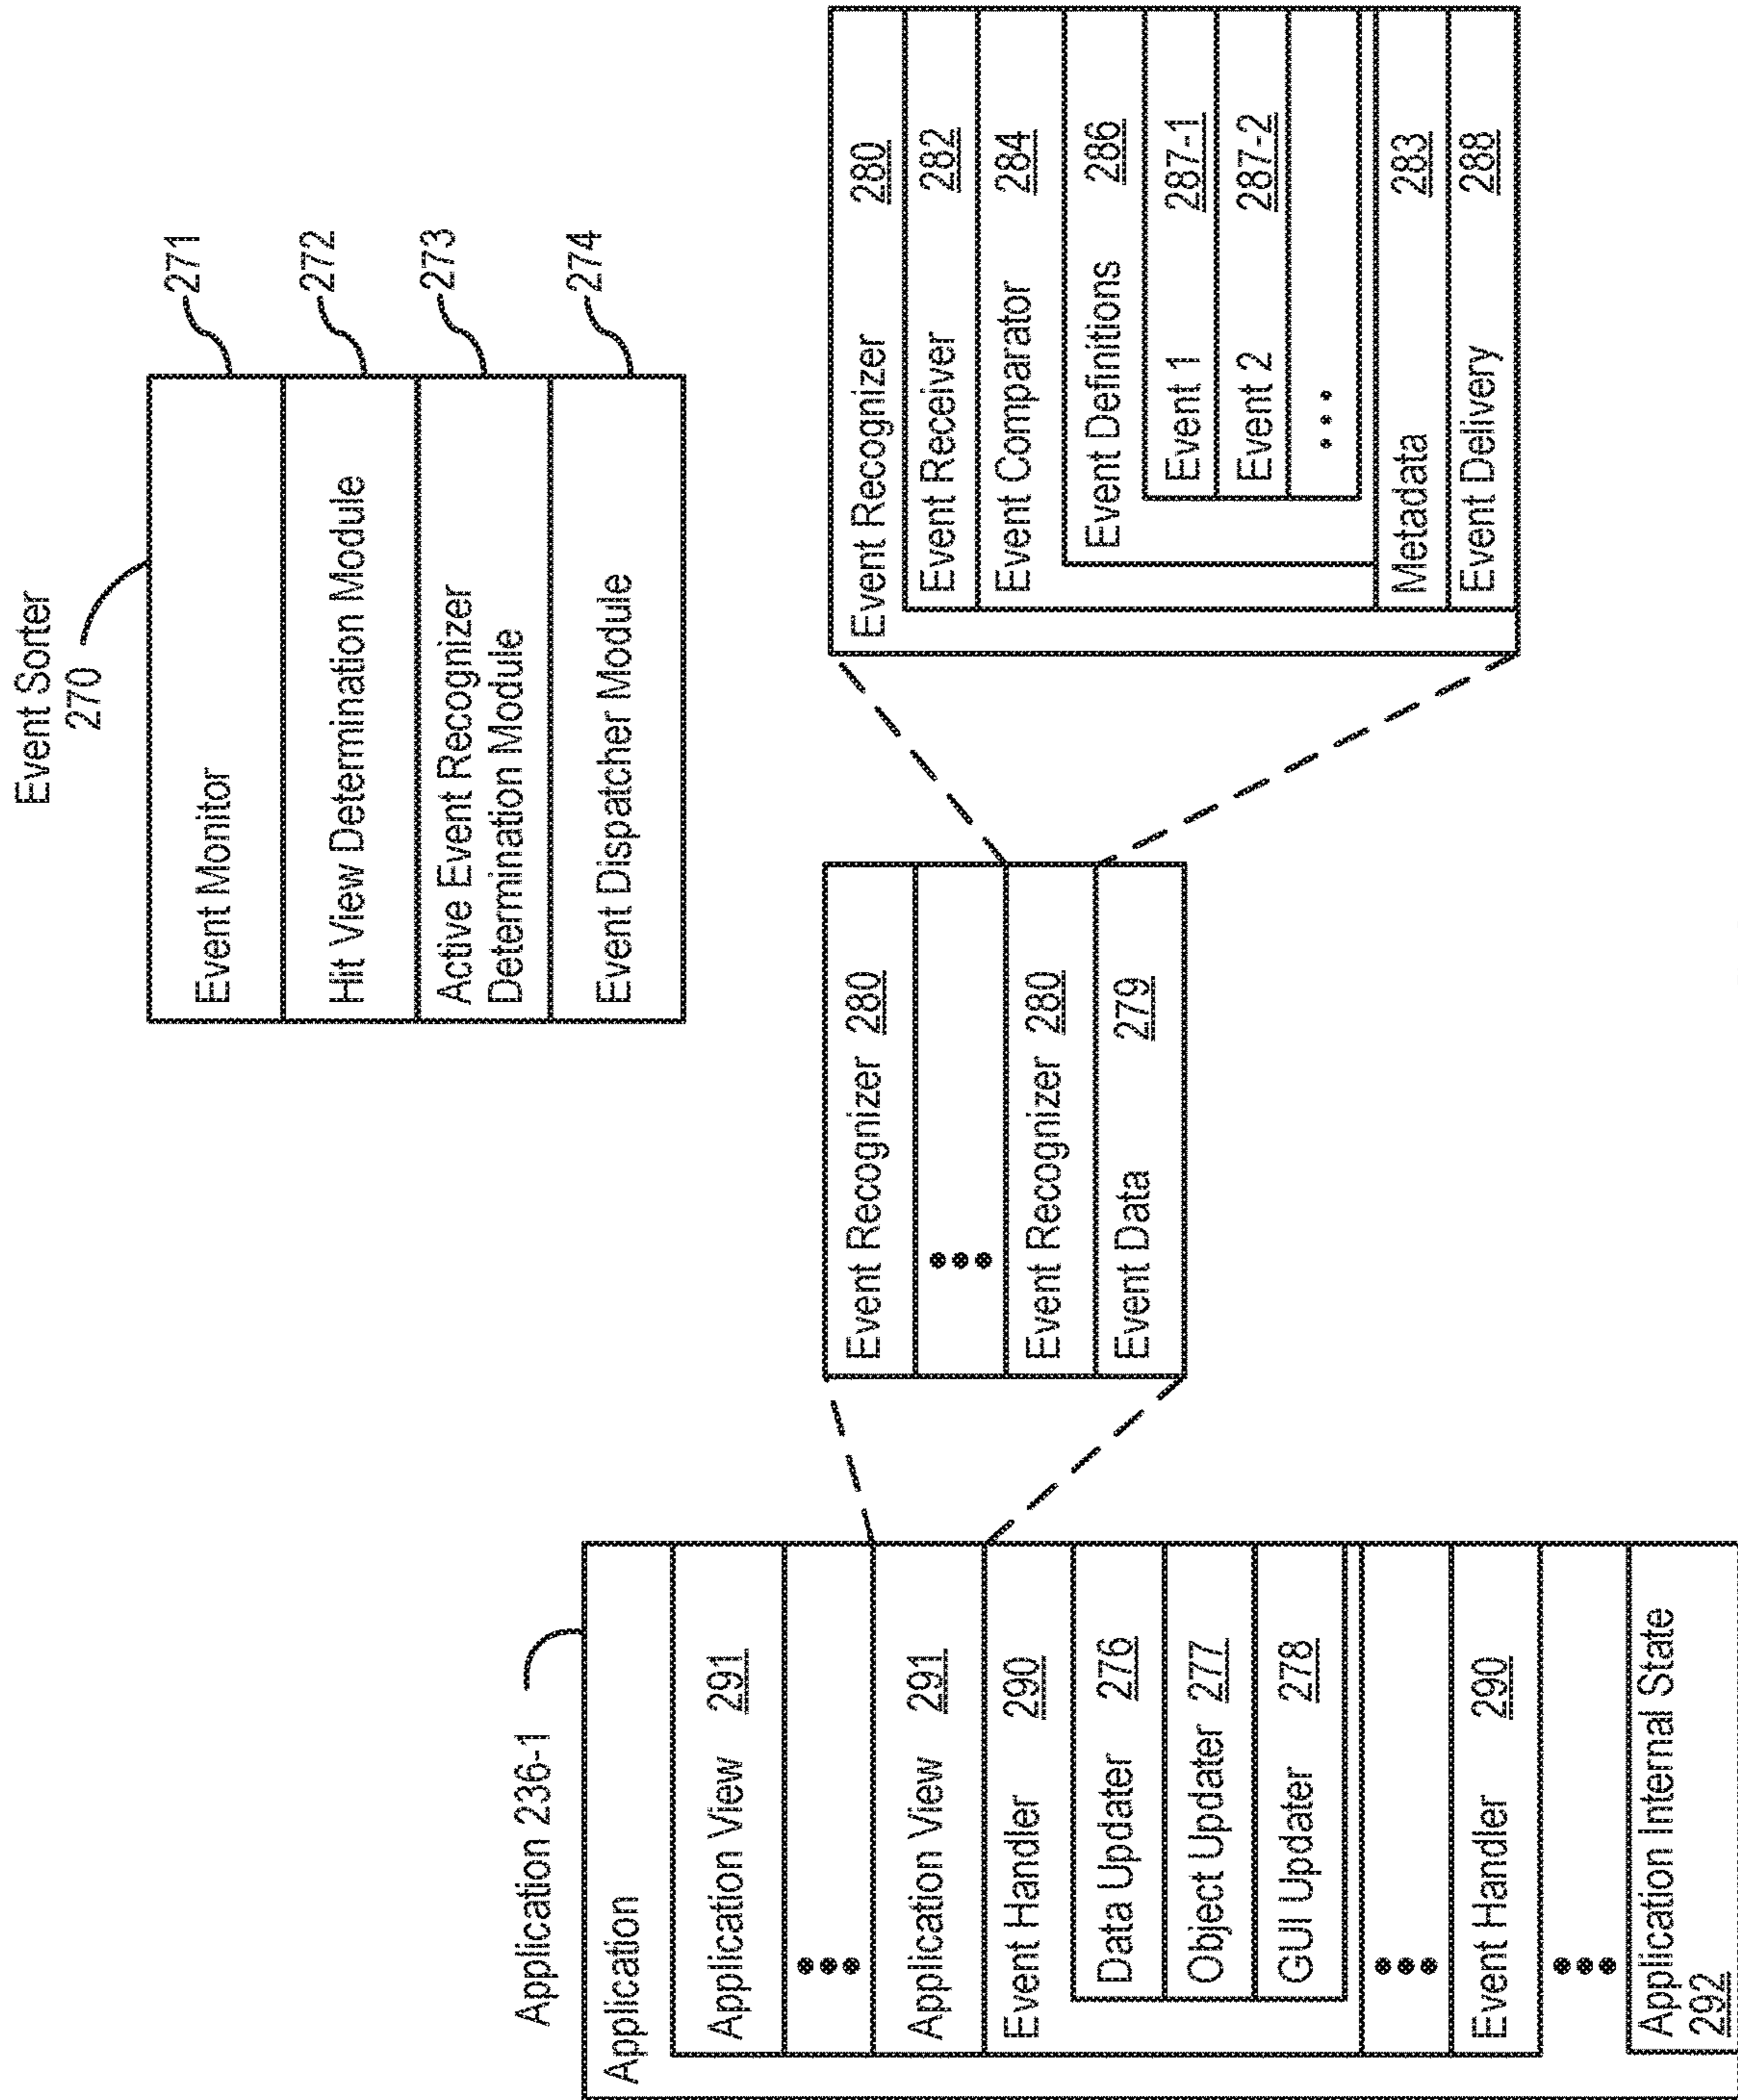 Event Sorter
270
Event Monitor
271
Hit View Determination Module
272
Active Event Recognizer
Determination Module
273
Event Dispatcher Module
274
Application 236-1
Application
Application View 291
•••
Application View 291
Event Handler 290
Data Updater 276
Object Updater 277
GUI Updater 278
•••
Event Handler 290
•••
Application Internal State
292
Event Recognizer 280
•••
Event Recognizer 280
Event Data 279
Event Recognizer 280
Event Receiver 282
Event Comparator 284
Event Definitions 286
Event 1 287-1
Event 2 287-2
•••
Metadata 283
Event Delivery 288